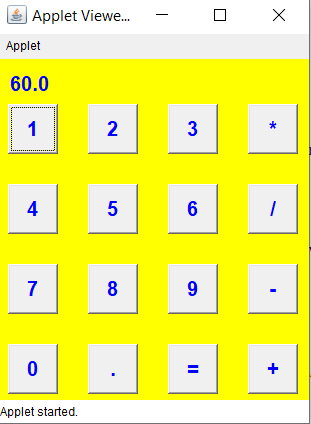 Applet Viewe...
Applet
60.0
1 2 3 *
4 5 6 /
7 8 9 -
0 . = +
Applet started.